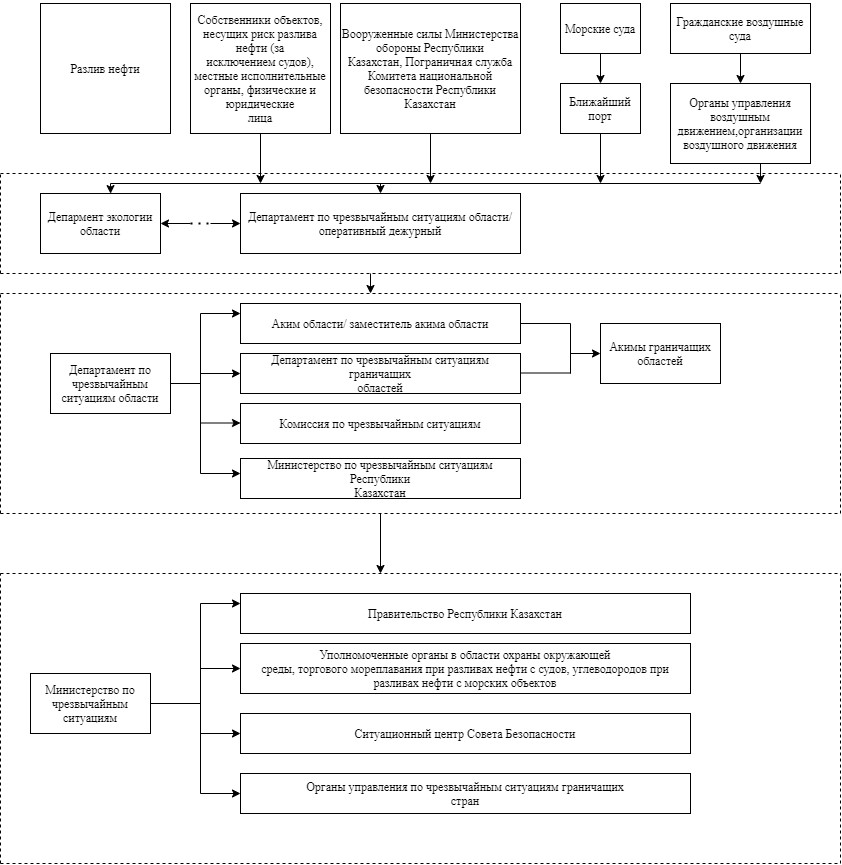 Разлив нефти
Собственники объектов,
несущих риск разлива
нефти (за
исключением судов),
местные исполнительные
органы, физические и
юридические
лица
Вооруженные силы Министерства
обороны Республики
Казахстан, Пограничная служба
Комитета национальной
безопасности Республики
Казахстан
Морские суда
Гражданские воздушные
суда
Ближайший
порт
Органы управления
воздушным
движением,организации
воздушного движения
Депармент экологии
области
Департамент по чрезвычайным ситуациям области/
оперативный дежурный
Департамент по
чрезвычайным
ситуациям области
Аким области/ заместитель акима области
Департамент по чрезвычайным ситуациям
граничащих
областей
Комиссия по чрезвычайным ситуациям
Министерство по чрезвычайным ситуациям
Республики
Казахстан
Акимы граничащих
областей
Министерство по
чрезвычайным
ситуациям
Правительство Республики Казахстан
Уполномоченные органы в области охраны окружающей
среды, торгового мореплавания при разливах нефти с судов, углеводородов при
разливах нефти с морских объектов
Ситуационный центр Совета Безопасности
Органы управления по чрезвычайным ситуациям граничащих
стран